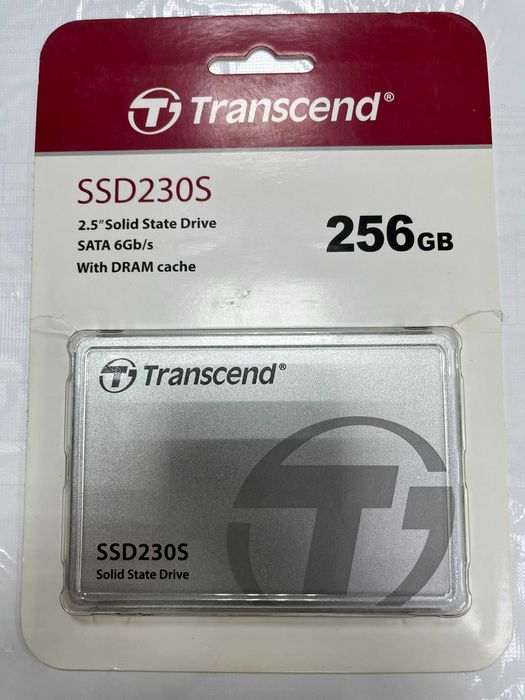 Transcend®
SSD230S
2.5" Solid State Drive
SATA 6Gb/s
With DRAM cache
256GB
Transcend®
SSD230S
Solid State Drive